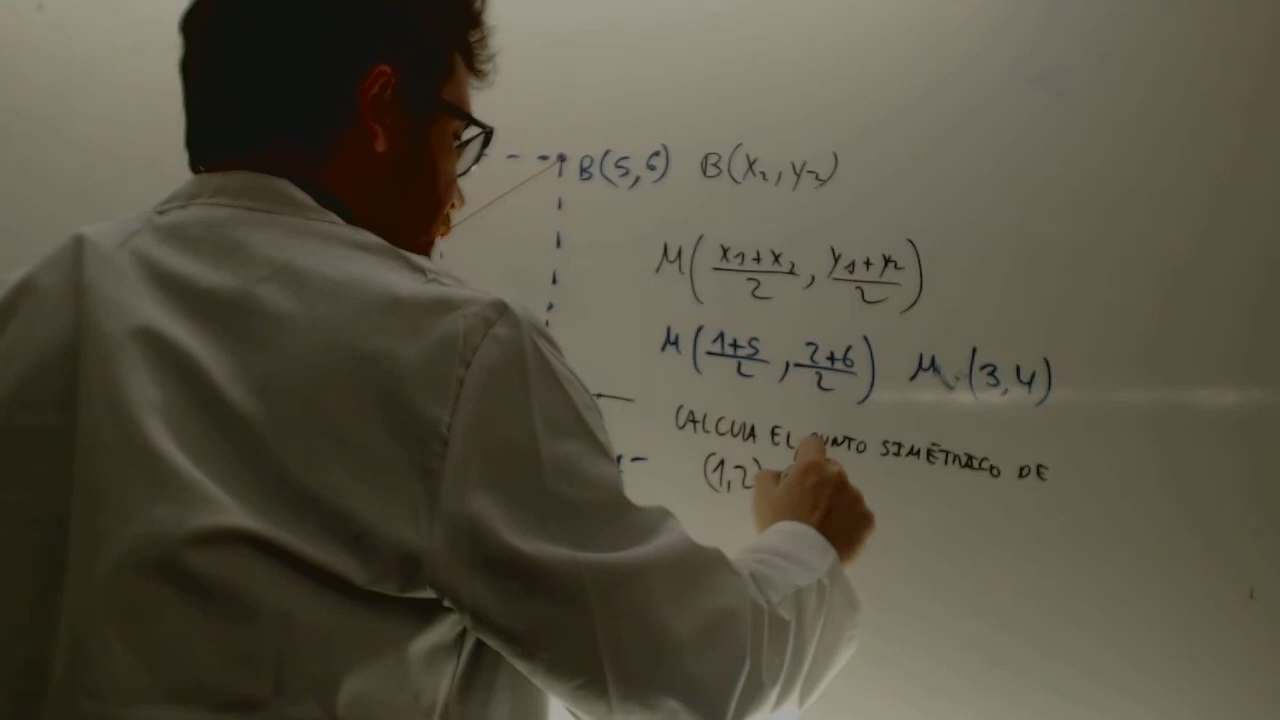 B(5,6) B(x₂,y₂)
M(x₁+x₂/2, y₁+y₂/2)
M(1+5/2, 2+6/2) M(3,4)
CALCULA EL PUNTO SIMÉTRICO DE
(1,2)